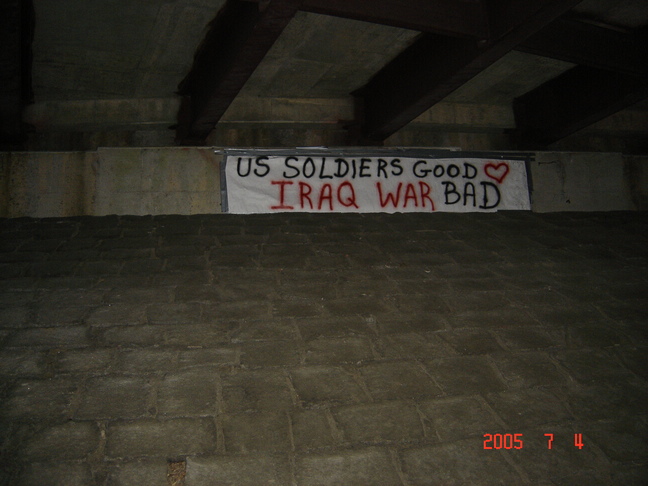 US SOLDIERS GOOD
IRAQ WAR BAD
2005 7 4